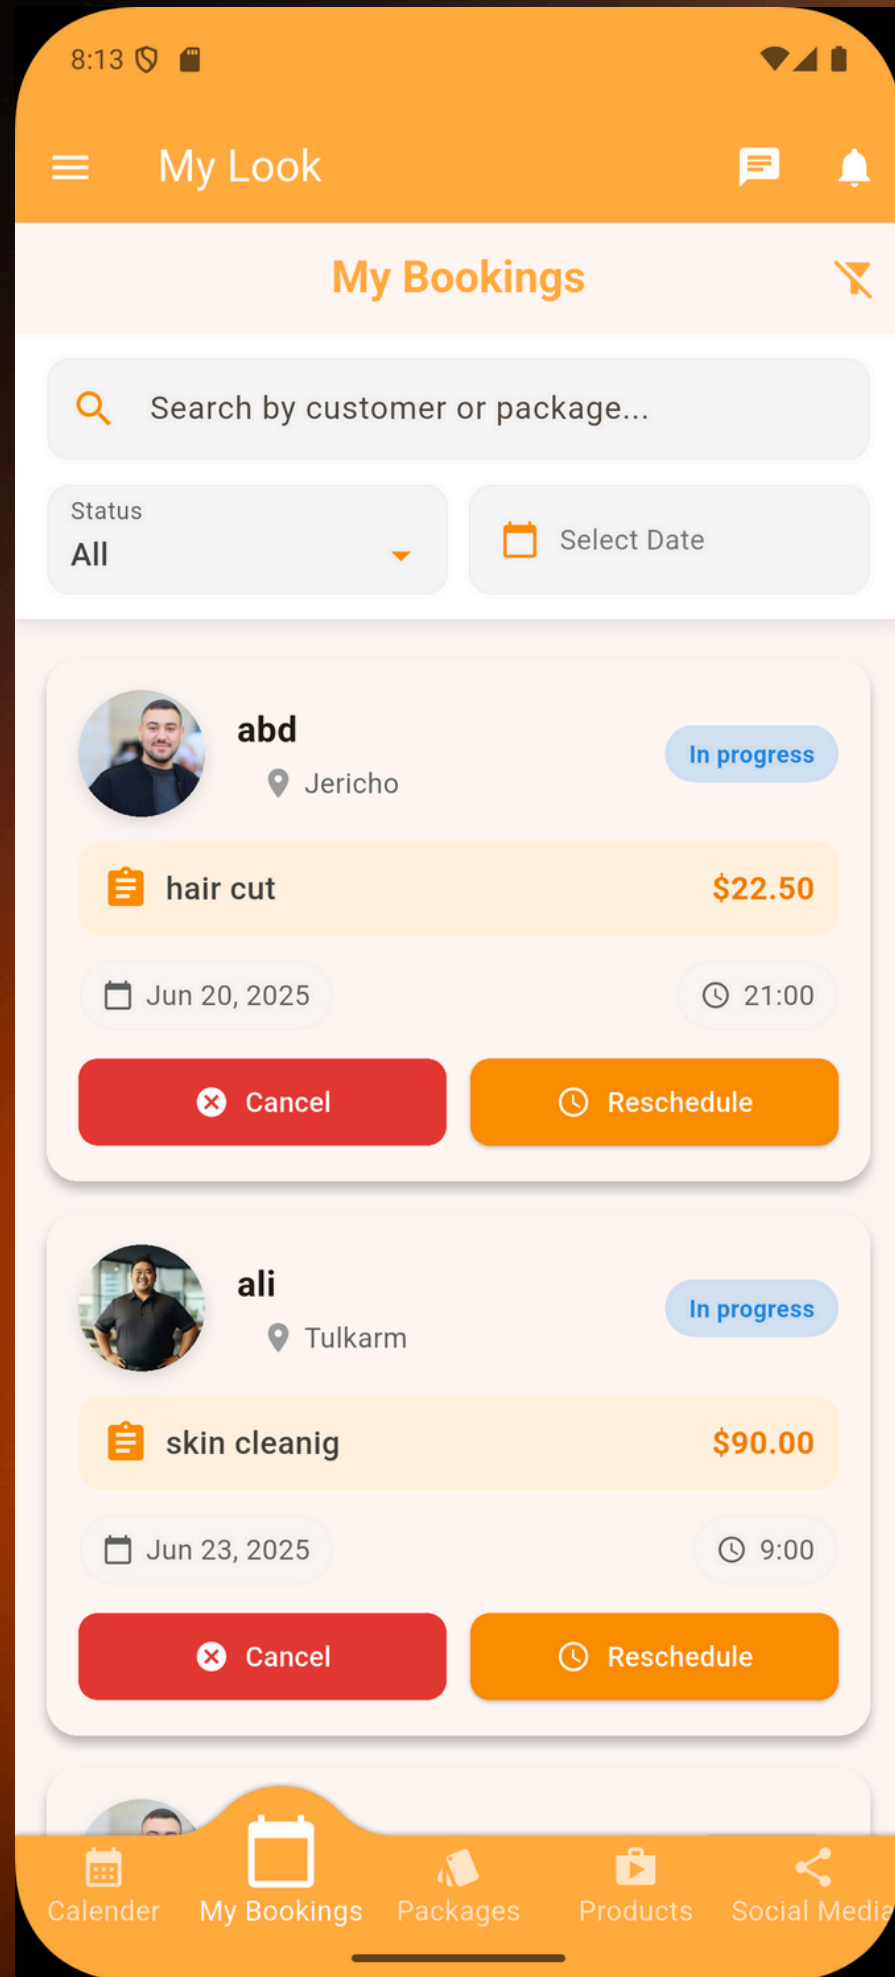 8:13
My Look
My Bookings
Search by customer or package...
Status
All
Select Date
abd
Jericho
In progress
hair cut
$22.50
Jun 20, 2025
21:00
Cancel
Reschedule
ali
Tulkarm
In progress
skin cleanig
$90.00
Jun 23, 2025
9:00
Cancel
Reschedule
Calender
My Bookings
Packages
Products
Social Media